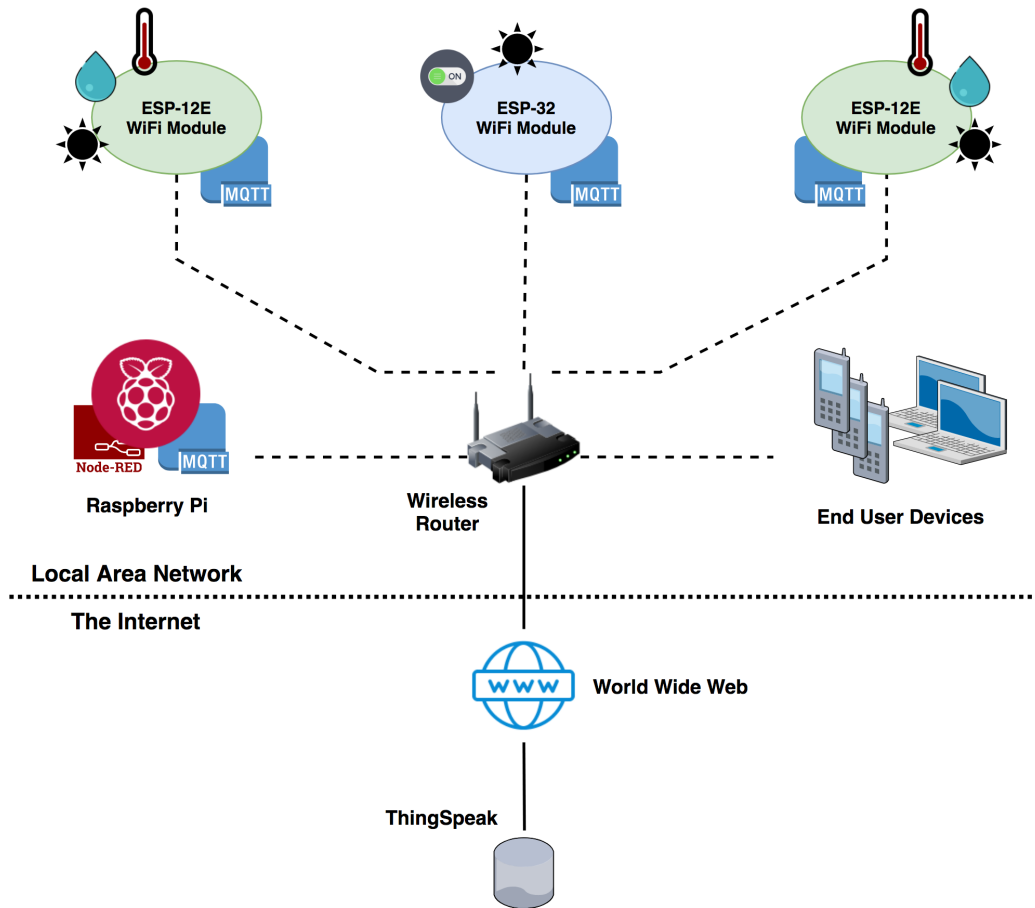 ON
ESP-12E
WiFi Module
MQTT
ESP-32
WiFi Module
MQTT
ESP-12E
WiFi Module
MQTT
Node-RED
MQTT
Raspberry Pi
Wireless
Router
End User Devices
Local Area Network
The Internet
WWW
World Wide Web
ThingSpeak